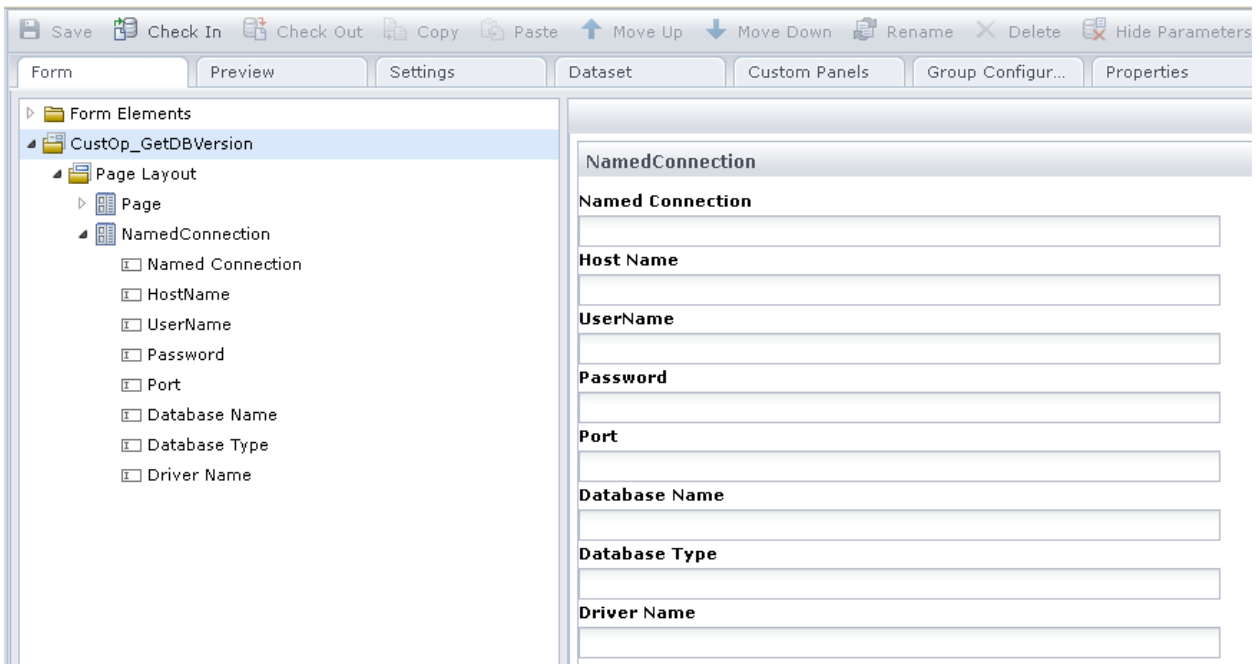 Save Check In Check Out Copy Paste Move Up Move Down Rename Delete Hide Parameters
Form Preview Settings Dataset Custom Panels Group Configur... Properties
Form Elements
CustOp_GetDBVersion
Page Layout
Page
NamedConnection
Named Connection
HostName
UserName
Password
Port
Database Name
Database Type
Driver Name
NamedConnection
Named Connection
Host Name
UserName
Password
Port
Database Name
Database Type
Driver Name